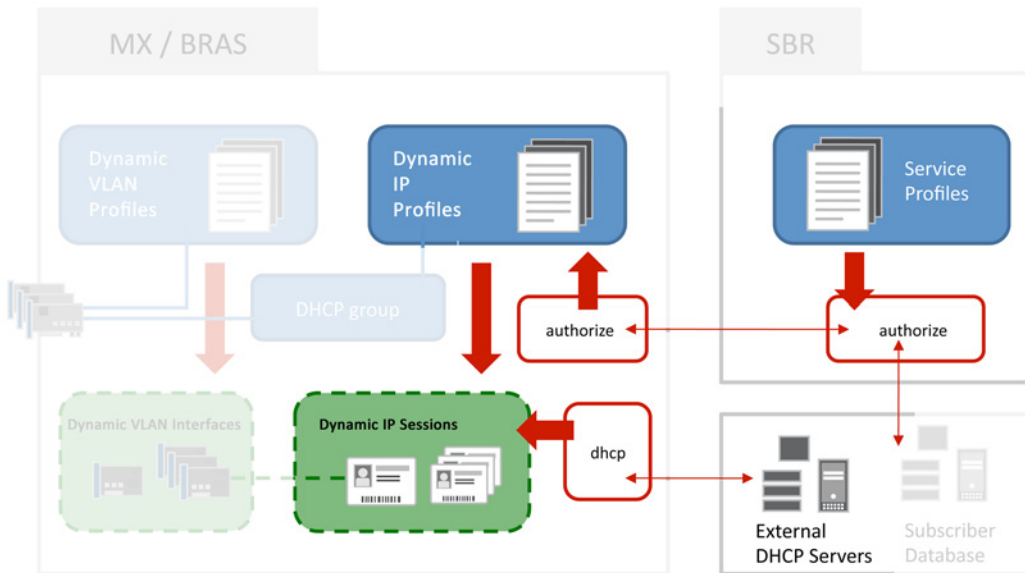 MX / BRAS
SBR
Dynamic
VLAN
Profiles
Dynamic
IP
Profiles
Service
Profiles
DHCP group
authorize
authorize
Dynamic VLAN Interfaces
Dynamic IP Sessions
dhcp
External
DHCP Servers
Subscriber
Database